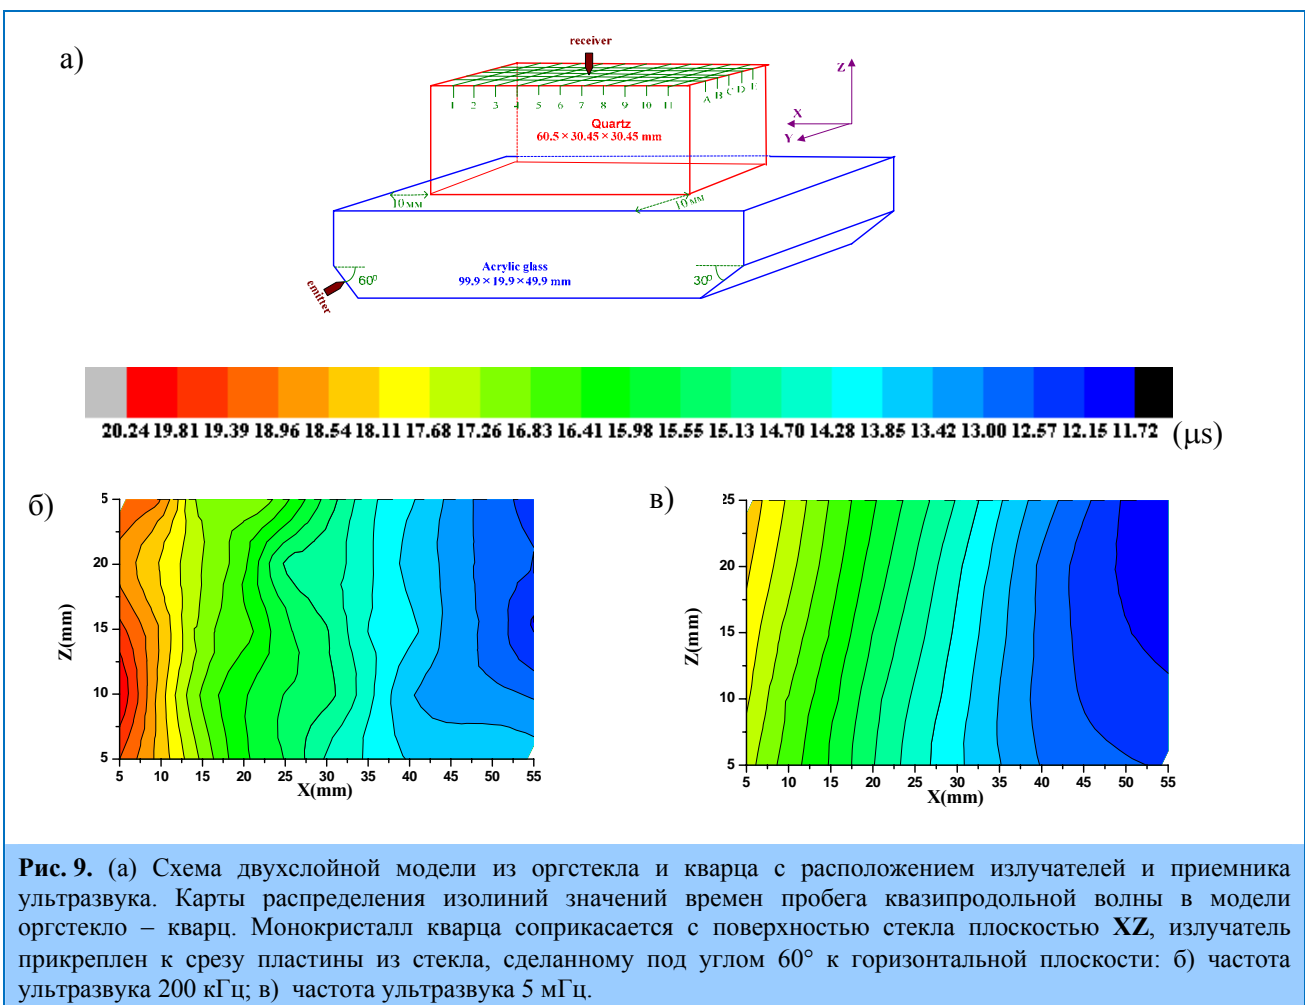 а)
receiver
Z
X
Y
1 2 3 4 5 6 7 8 9 10 11
A B C D E
Quartz
60.5 × 30.45 × 30.45 mm
10 мм
10 мм
60⁰
30⁰
Acrylic glass
99.9 × 19.9 × 49.9 mm
emitter
20.24 19.81 19.39 18.96 18.54 18.11 17.68 17.26 16.83 16.41 15.98 15.55 15.13 14.70 14.28 13.85 13.42 13.00 12.57 12.15 11.72 (μs)
б)
5
20
15
10
5
Z(mm)
5 10 15 20 25 30 35 40 45 50 55
X(mm)
в)
25
20
15
10
5
Z(mm)
5 10 15 20 25 30 35 40 45 50 55
X(mm)
Рис. 9. (а) Схема двухслойной модели из оргстекла и кварца с расположением излучателей и приемника
ультразвука. Карты распределения изолиний значений времен пробега квазипродольной волны в модели
оргстекло – кварц. Монокристалл кварца соприкасается с поверхностью стекла плоскостью XZ, излучатель
прикреплен к срезу пластины из стекла, сделанному под углом 60° к горизонтальной плоскости: б) частота
ультразвука 200 кГц; в) частота ультразвука 5 мГц.